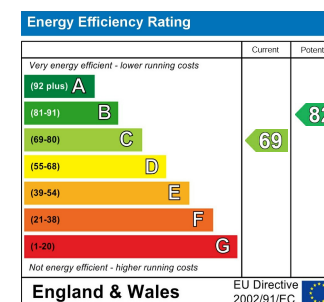 Energy Efficiency Rating
Current
Very energy efficient - lower running costs
(92 plus) A
(81-91) B
(69-80) C
69
(55-68) D
(39-54) E
(21-38) F
(1-20) G
Not energy efficient - higher running costs
England & Wales
EU Directive
2002/91/EC